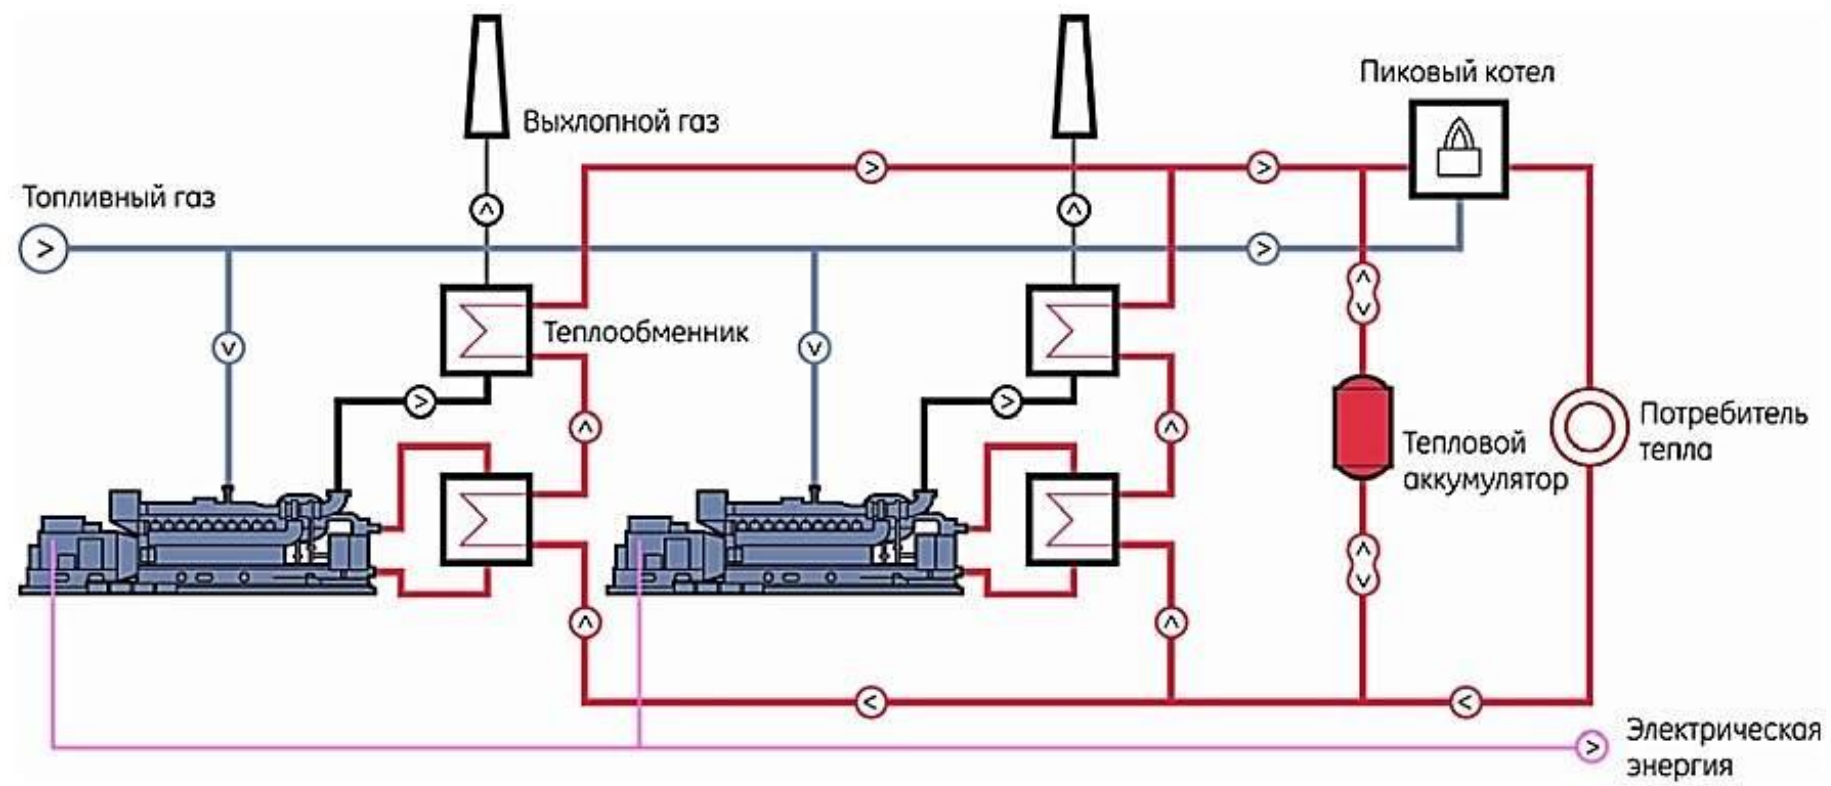 Пиковый котел
Выхлопной газ
Топливный газ
Теплообменник
Потребитель
тепла
Тепловой
аккумулятор
Электрическая
энергия